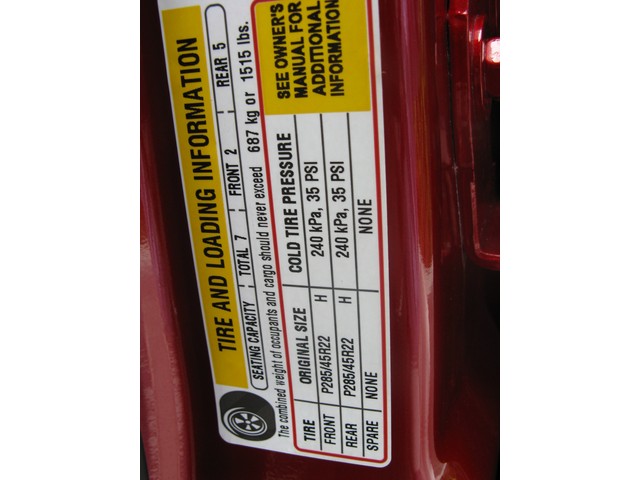 TIRE AND LOADING INFORMATION
SEATING CAPACITY TOTAL 7 FRONT 2 REAR 5
The combined weight of occupants and cargo should never exceed 687 kg or 1515 lbs.
TIRE ORIGINAL SIZE COLD TIRE PRESSURE
FRONT P285/45R22 H 240 kPa, 35 PSI
REAR P285/45R22 H 240 kPa, 35 PSI
SPARE NONE NONE
SEE OWNER'S
MANUAL FOR
ADDITIONAL
INFORMATION